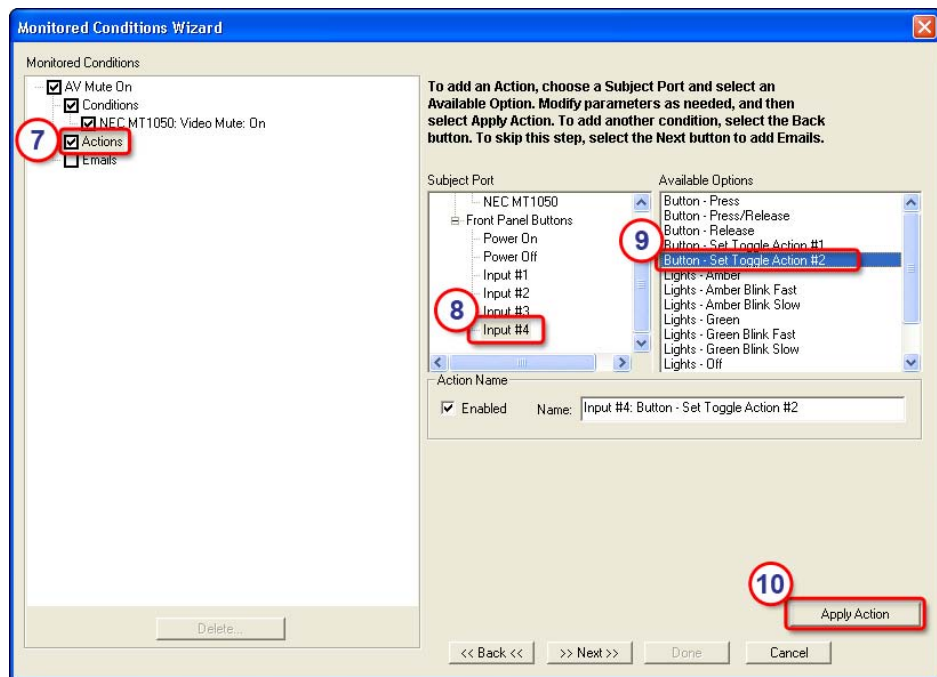 Monitored Conditions Wizard
Monitored Conditions
AV Mute On
Conditions
NEC MT1050: Video Mute: On
7
Actions
Emails
To add an Action, choose a Subject Port and select an
Available Option. Modify parameters as needed, and then
select Apply Action. To add another condition, select the Back
button. To skip this step, select the Next button to add Emails.
Subject Port
NEC MT1050
Front Panel Buttons
Power On
Power Off
Input #1
Input #2
Input #3
8
Input #4
Available Options
Button - Press
Button - Press/Release
Button - Release
Button - Set Toggle Action #1
9
Button - Set Toggle Action #2
Lights - Amber
Lights - Amber Blink Fast
Lights - Amber Blink Slow
Lights - Green
Lights - Green Blink Fast
Lights - Green Blink Slow
Lights - Off
Action Name
Enabled
Name: Input #4: Button - Set Toggle Action #2
10
Apply Action
Delete...
<< Back <<
>> Next >>
Done
Cancel